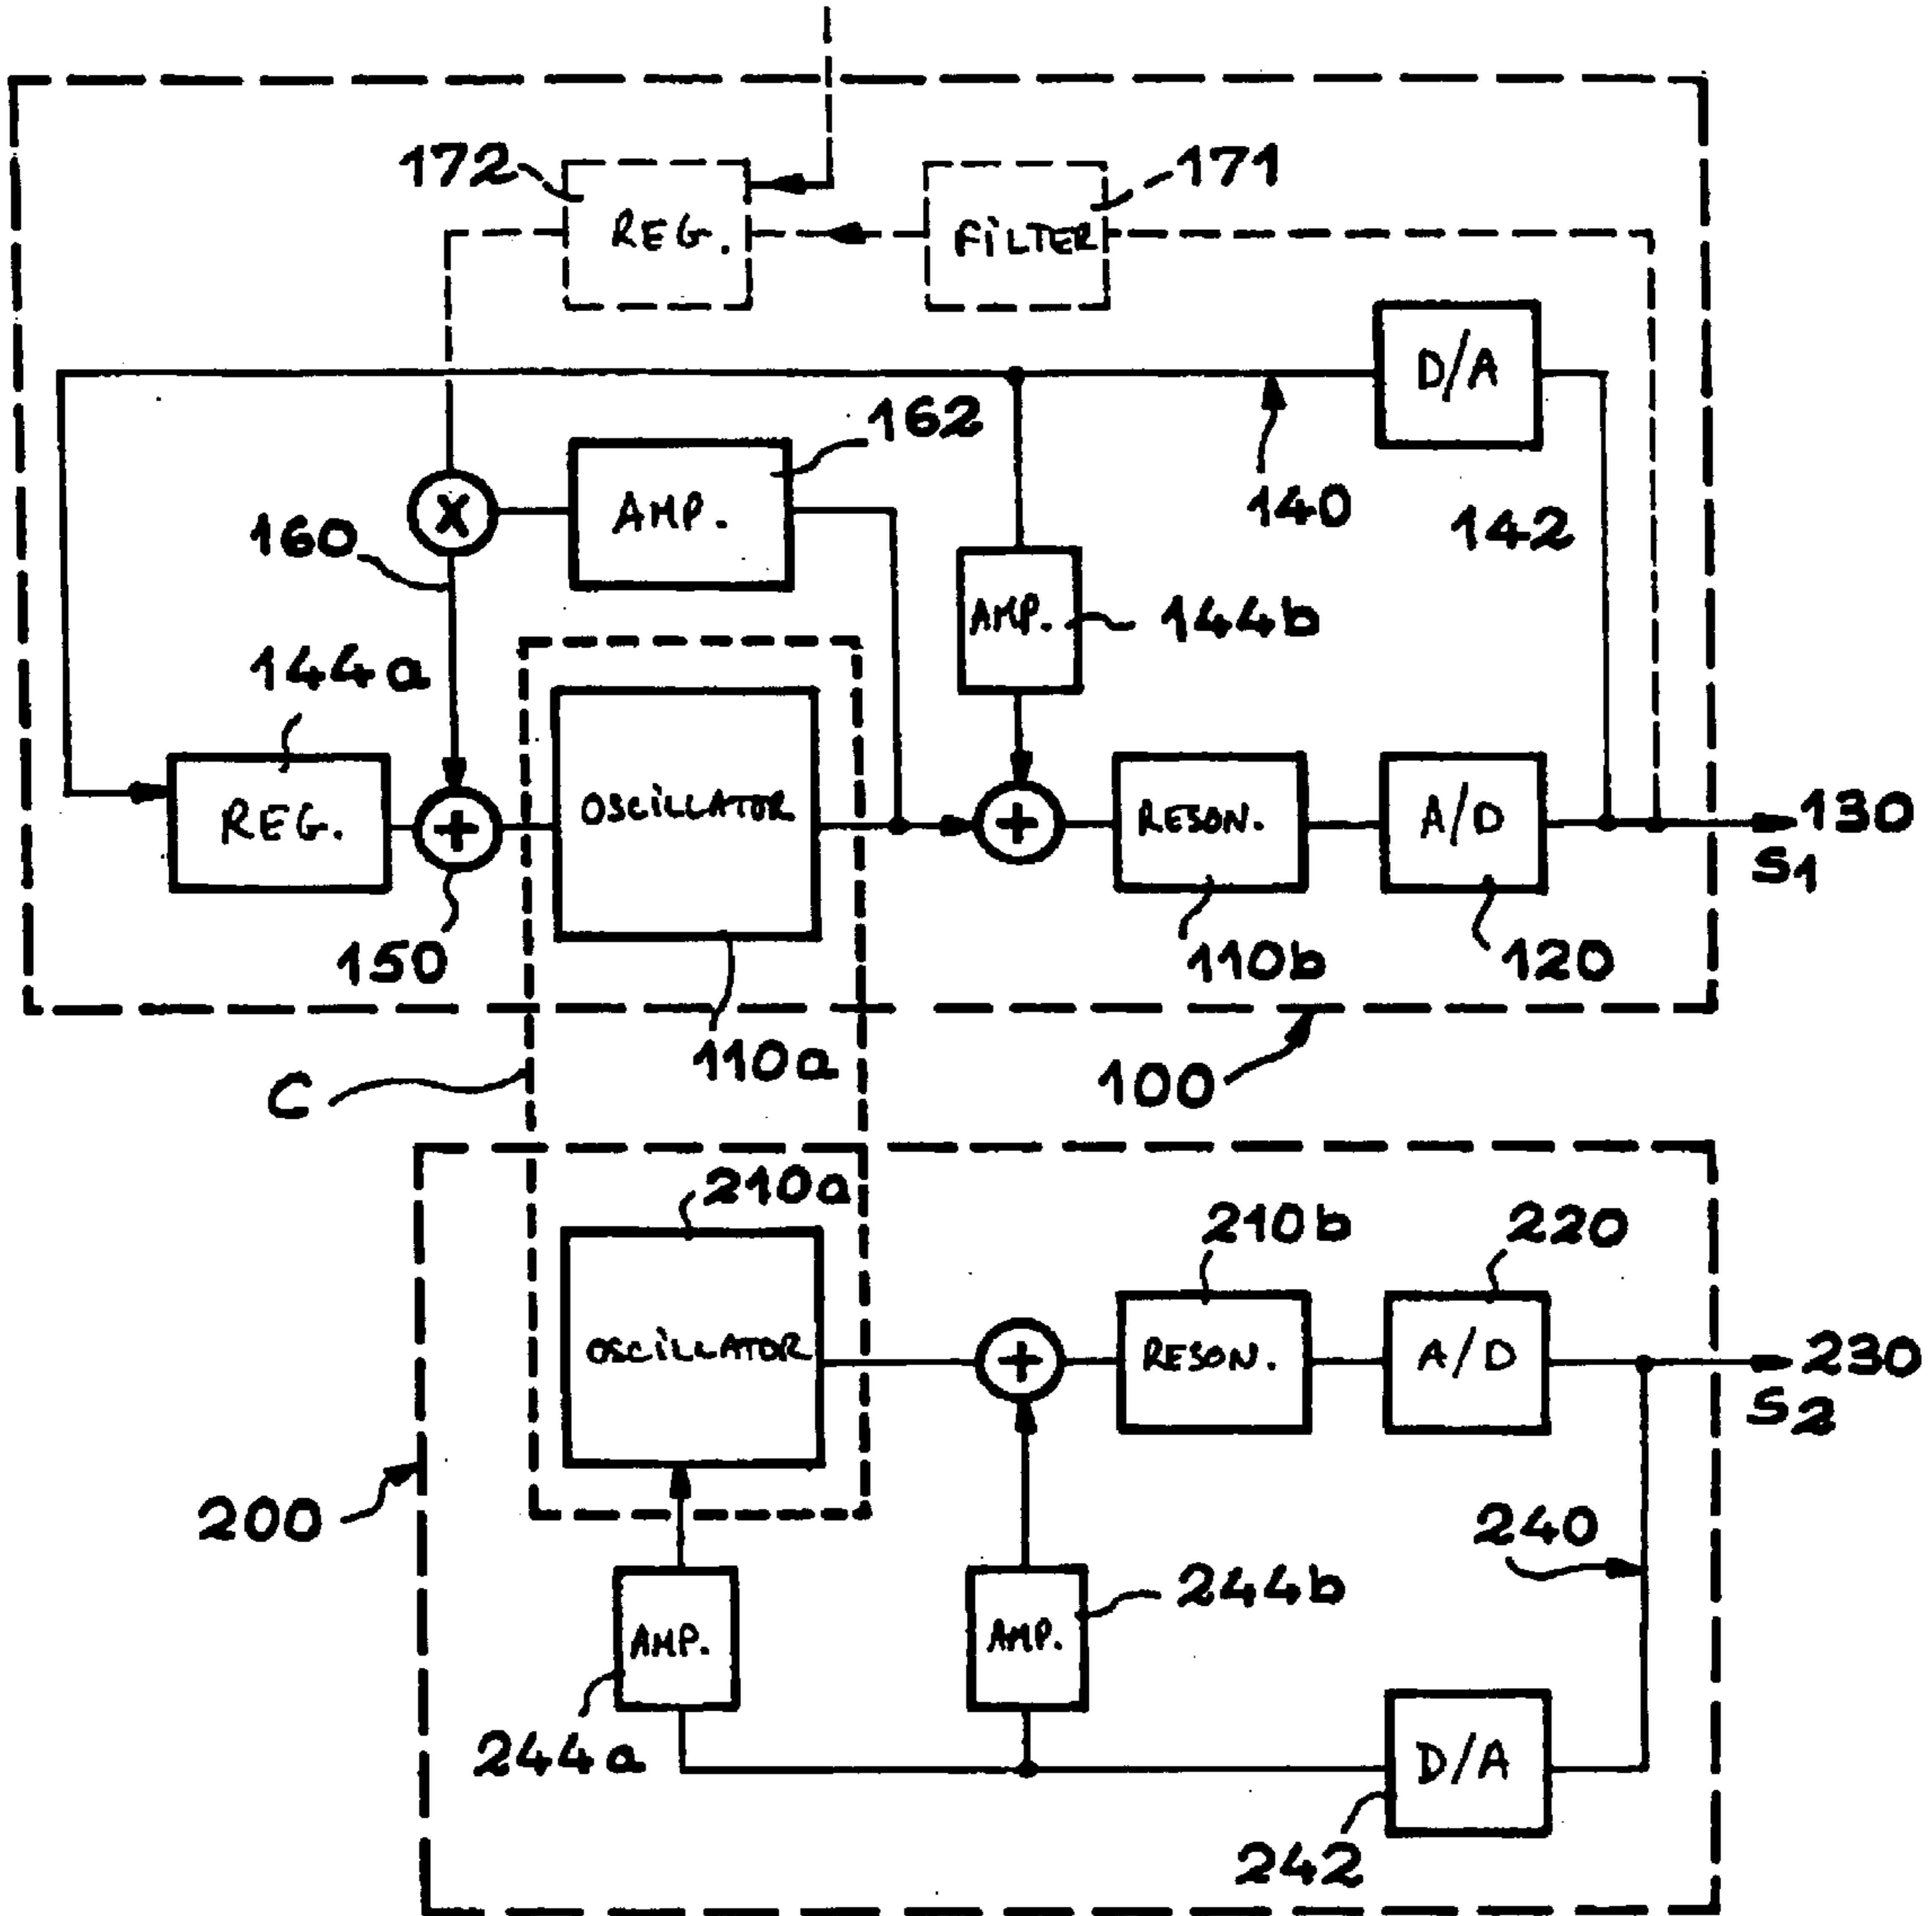 172
171
REG.
FiLTER
D/A
162
X
AMP.
140
142
160
AMP.
144b
144a
REG.
+
OSCiLLATOR
+
RESON.
A/D
130
S1
150
110b
120
110a
C
100
210a
210b
220
OSCiLLATOR
+
RESON.
A/D
230
S2
200
240
AMP.
AMP.
244b
244a
D/A
242